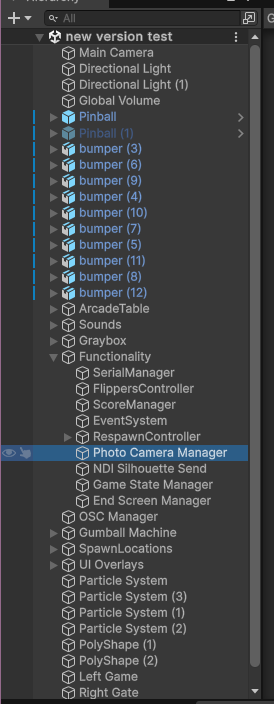 All
new version test
Main Camera
Directional Light
Directional Light (1)
Global Volume
Pinball
Pinball (1)
bumper (3)
bumper (6)
bumper (9)
bumper (4)
bumper (10)
bumper (7)
bumper (5)
bumper (11)
bumper (8)
bumper (12)
ArcadeTable
Sounds
Graybox
Functionality
SerialManager
FlippersController
ScoreManager
EventSystem
RespawnController
Photo Camera Manager
NDI Silhouette Send
Game State Manager
End Screen Manager
OSC Manager
Gumball Machine
SpawnLocations
UI Overlays
Particle System
Particle System (3)
Particle System (1)
Particle System (2)
PolyShape (1)
PolyShape (2)
Left Game
Right Gate